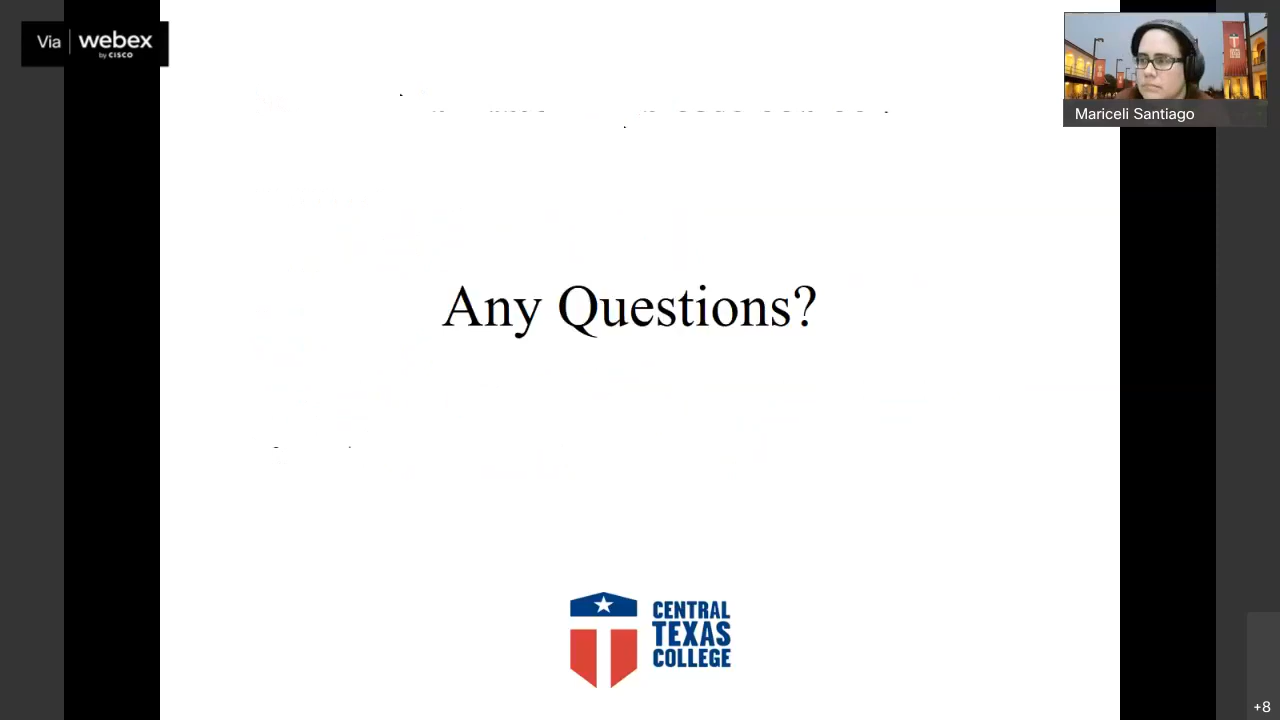 Via webex
by CISCO
Mariceli Santiago
Any Questions?
CENTRAL
TEXAS
COLLEGE
+8